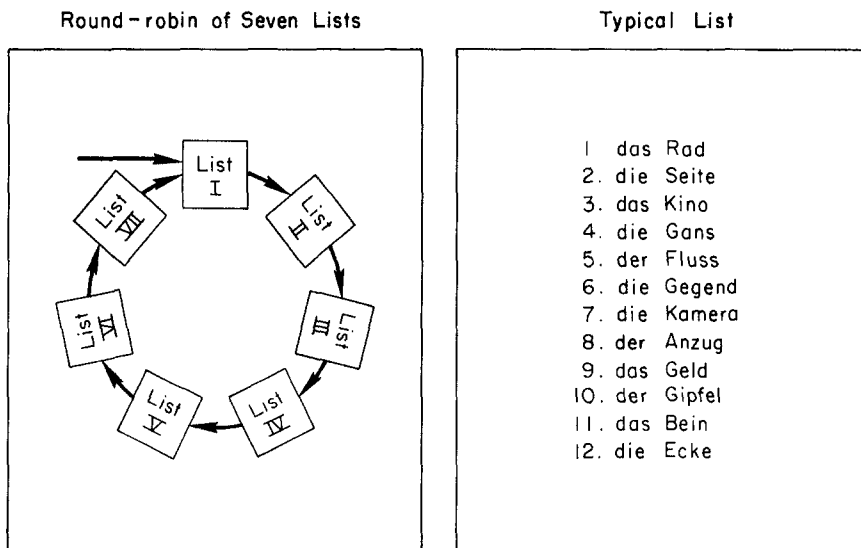 Round-robin of Seven Lists
List
I
List
II
List
III
List
IV
List
V
List
VI
List
VII
Typical List
1 das Rad
2. die Seite
3. das Kino
4. die Gans
5. der Fluss
6. die Gegend
7. die Kamera
8. der Anzug
9. das Geld
10. der Gipfel
11. das Bein
12. die Ecke